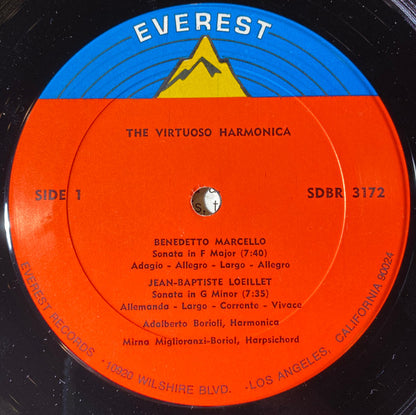 EVEREST
THE VIRTUOSO HARMONICA
SIDE 1
SDBR 3172
BENEDETTO MARCELLO
Sonata in F Major (7:40)
Adagio - Allegro - Largo - Allegro
JEAN-BAPTISTE LOEILLET
Sonata in G Minor (7:35)
Allemanda - Largo - Corrente - Vivace
Adalberto Borioli, Harmonica
Mirna Miglioranzi-Boriol, Harpsichord
EVEREST RECORDS · 10920 WILSHIRE BLVD. · LOS ANGELES, CALIFORNIA 90024